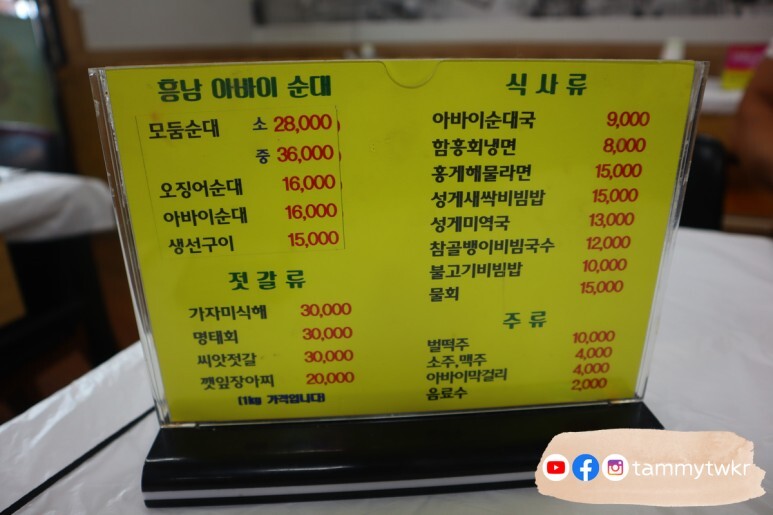 흥남 아바이 순대
모둠순대 소 28,000
중 36,000
오징어순대 16,000
아바이순대 16,000
생선구이 15,000
젓갈류
가자미식해 30,000
명태회 30,000
씨앗젓갈 30,000
깻잎장아찌 20,000
(1kg 가격입니다)
식사류
아바이순대국 9,000
함흥회냉면 8,000
홍게해물라면 15,000
성게새싹비빔밥 15,000
성게미역국 13,000
참골뱅이비빔국수 12,000
불고기비빔밥 10,000
물회 15,000
주류
벌떡주 10,000
소주,맥주 4,000
아바이막걸리 4,000
음료수 2,000
tammytwkr